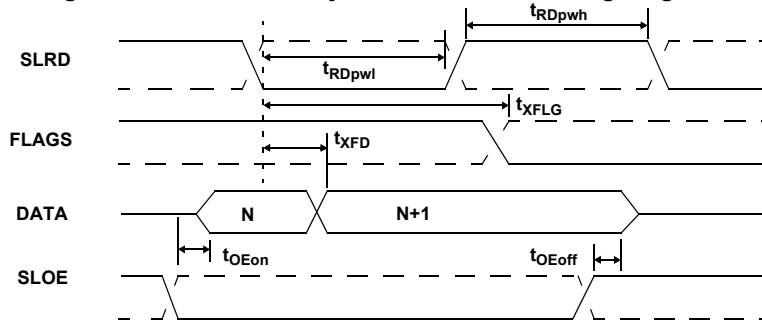 tRDpwh
SLRD
tRDpwl
tXFLG
FLAGS
tXFD
DATA
N
N+1
tOEon
tOEoff
SLOE